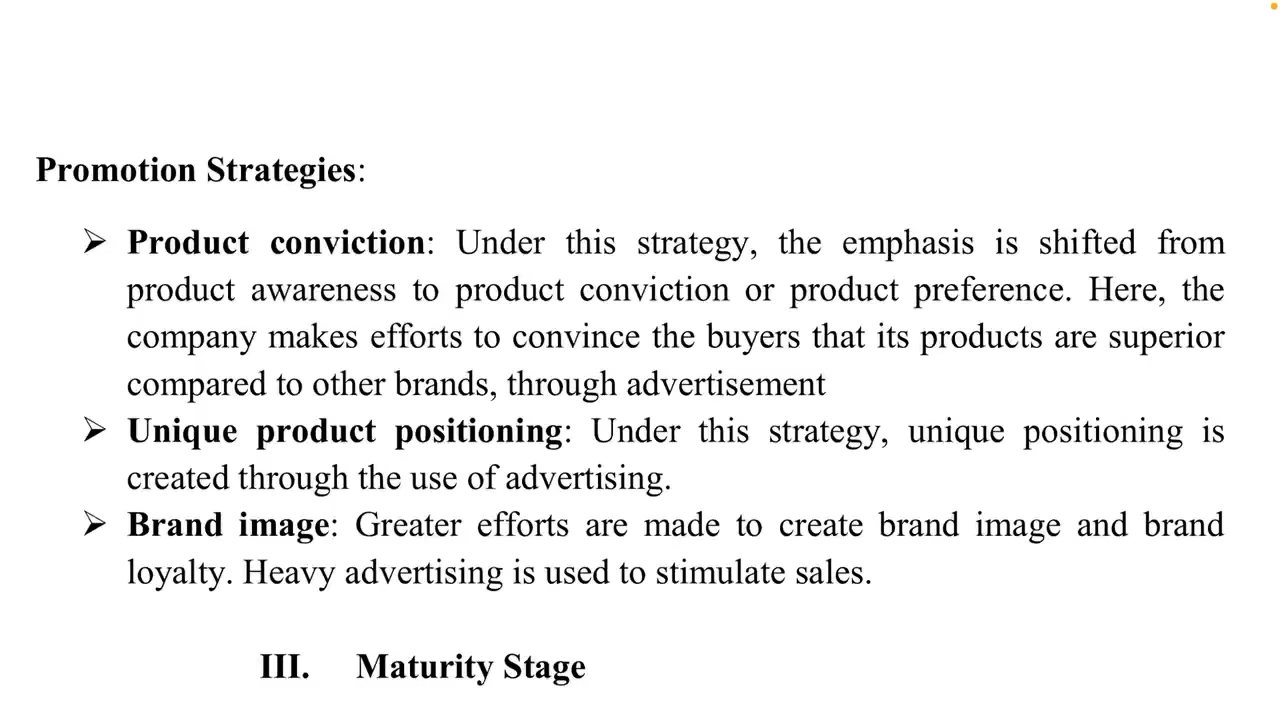 Promotion Strategies:
➢ Product conviction: Under this strategy, the emphasis is shifted from
product awareness to product conviction or product preference. Here, the
company makes efforts to convince the buyers that its products are superior
compared to other brands, through advertisement
➢ Unique product positioning: Under this strategy, unique positioning is
created through the use of advertising.
➢ Brand image: Greater efforts are made to create brand image and brand
loyalty. Heavy advertising is used to stimulate sales.
III. Maturity Stage